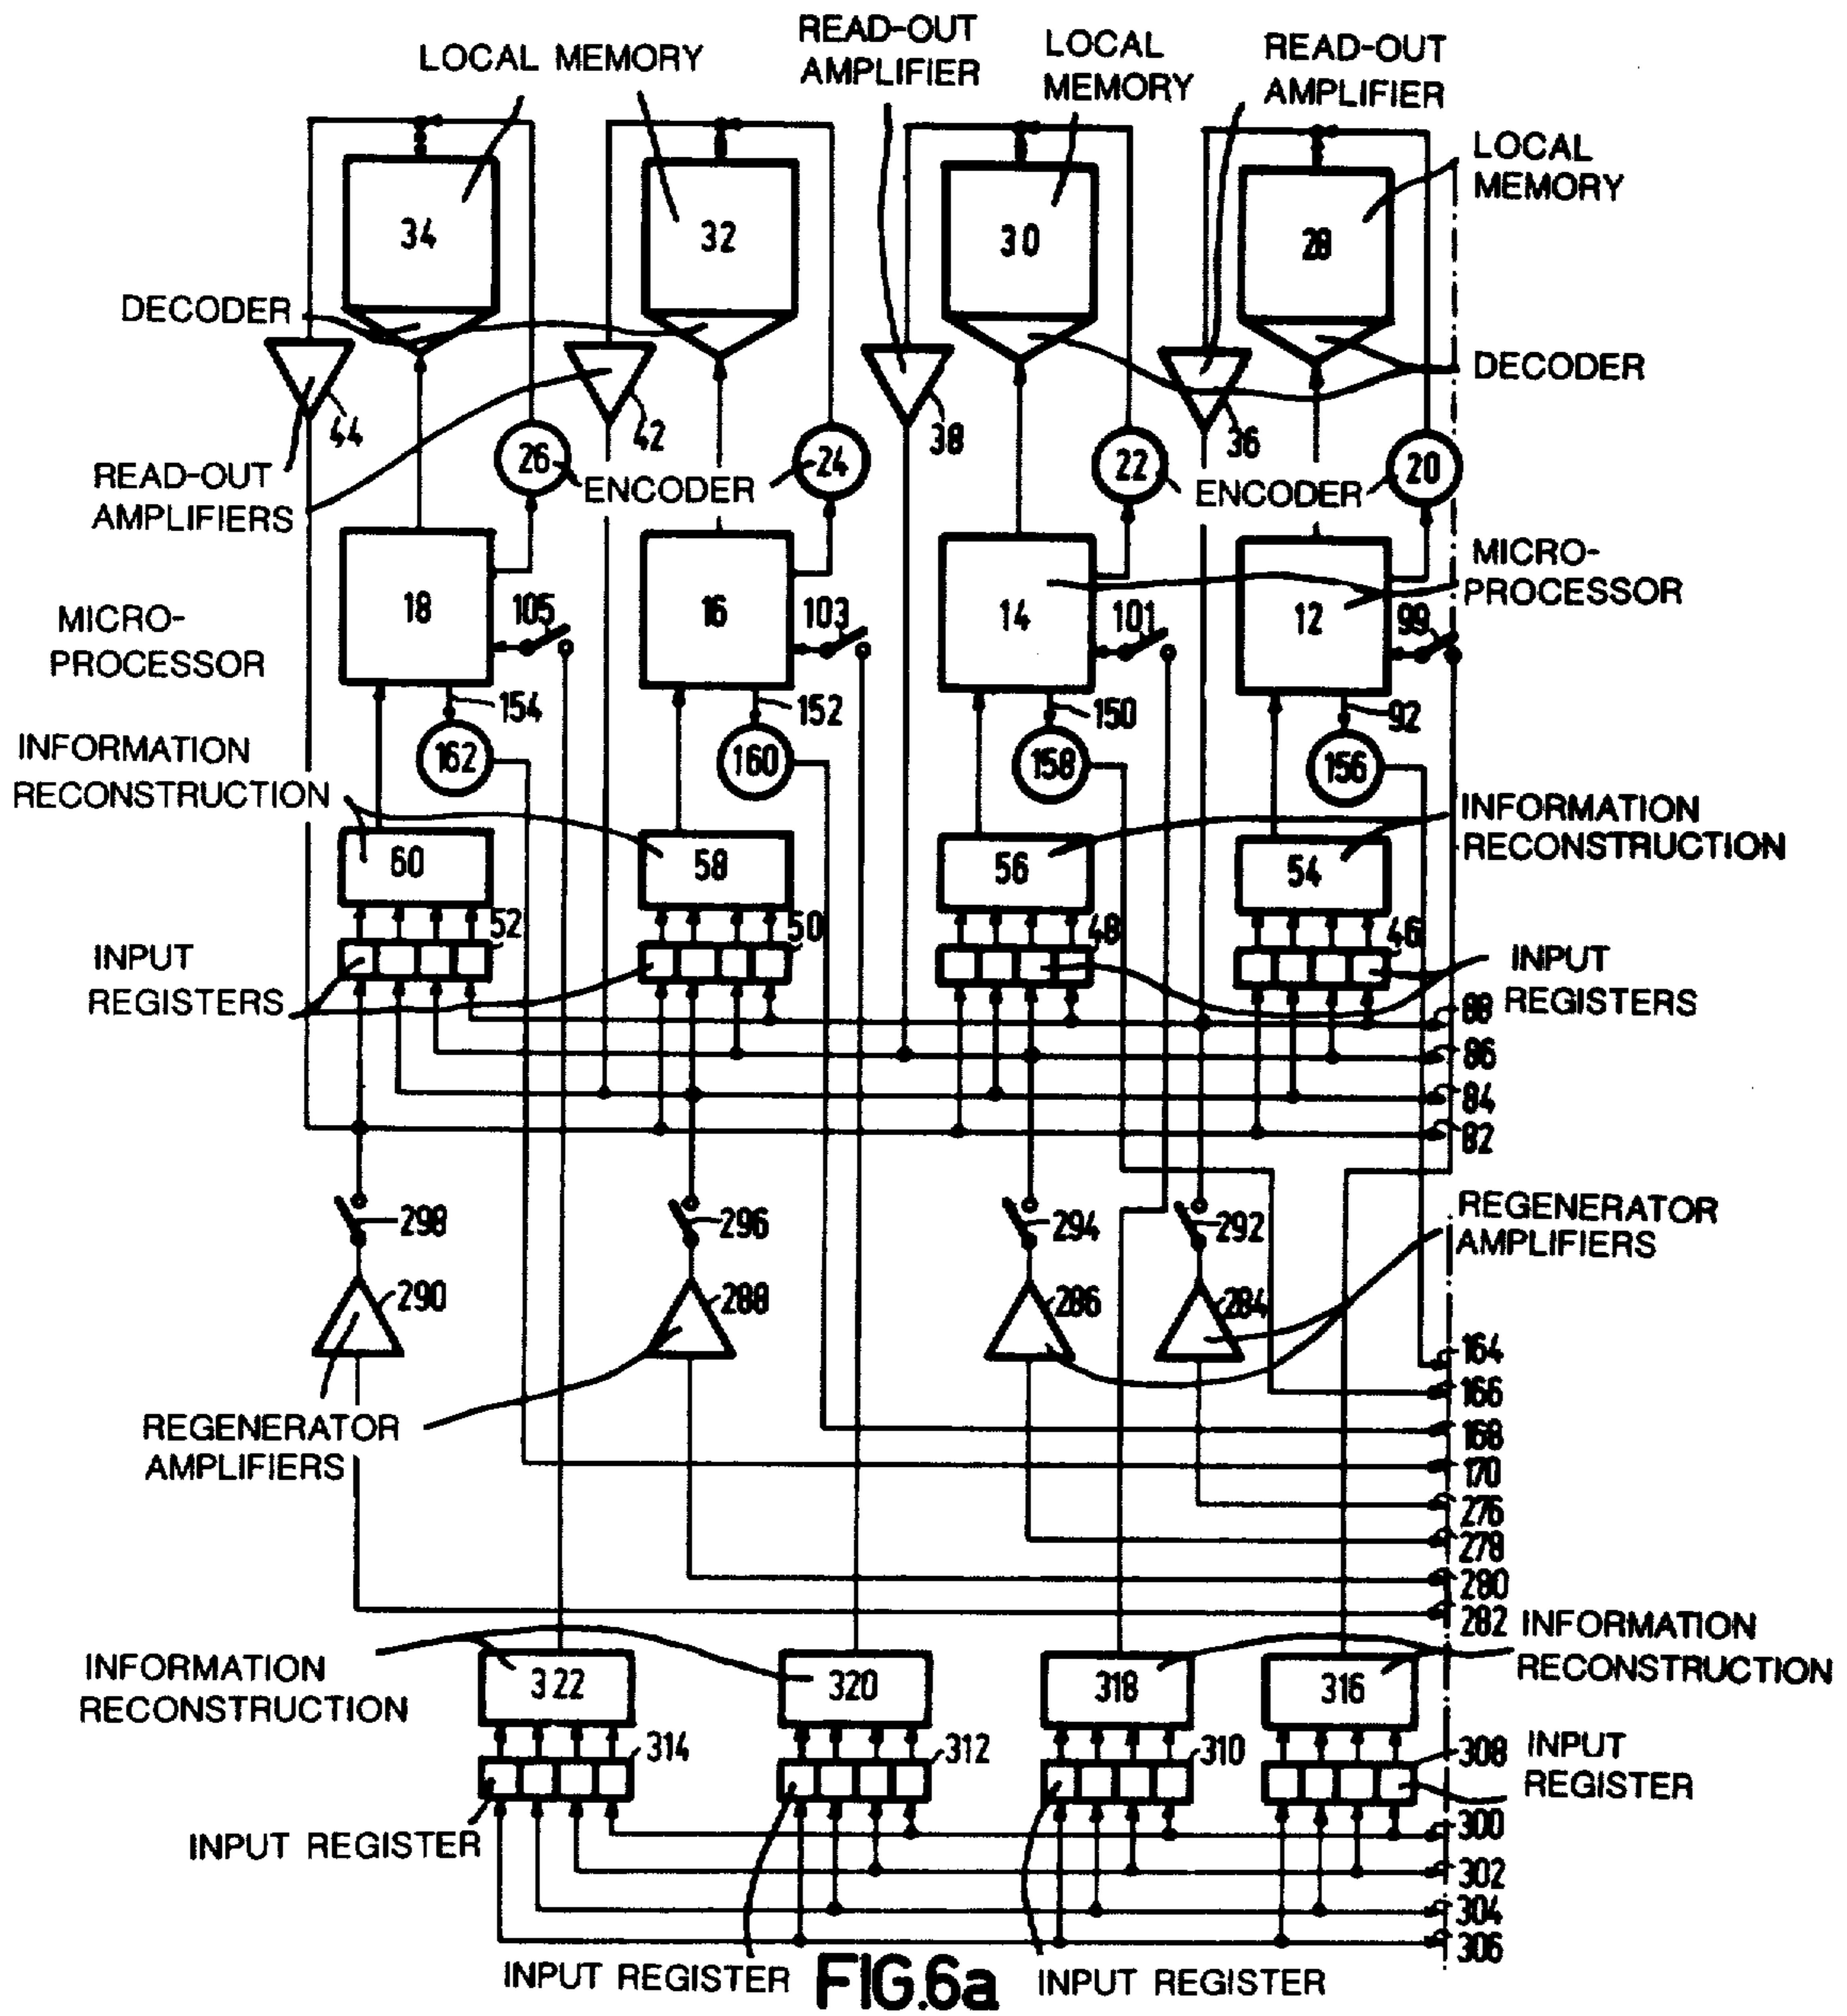 READ-OUT
AMPLIFIER
LOCAL
MEMORY
READ-OUT
AMPLIFIER
LOCAL MEMORY
LOCAL
MEMORY
34
32
30
28
DECODER
DECODER
44
42
38
36
26
ENCODER
24
22
ENCODER
20
READ-OUT
AMPLIFIERS
MICRO-
PROCESSOR
18
105
16
103
14
101
12
99
MICRO-
PROCESSOR
154
152
150
92
INFORMATION
RECONSTRUCTION
162
160
158
156
INFORMATION
RECONSTRUCTION
60
58
56
54
52
50
48
46
INPUT
REGISTERS
INPUT
REGISTERS
88
86
84
82
298
296
294
292
REGENERATOR
AMPLIFIERS
290
288
286
284
164
166
REGENERATOR
AMPLIFIERS
168
170
276
278
280
282
INFORMATION
RECONSTRUCTION
INFORMATION
RECONSTRUCTION
322
320
318
316
314
312
310
308
INPUT
REGISTER
INPUT REGISTER
300
302
304
306
INPUT REGISTER
FIG.6a
INPUT REGISTER